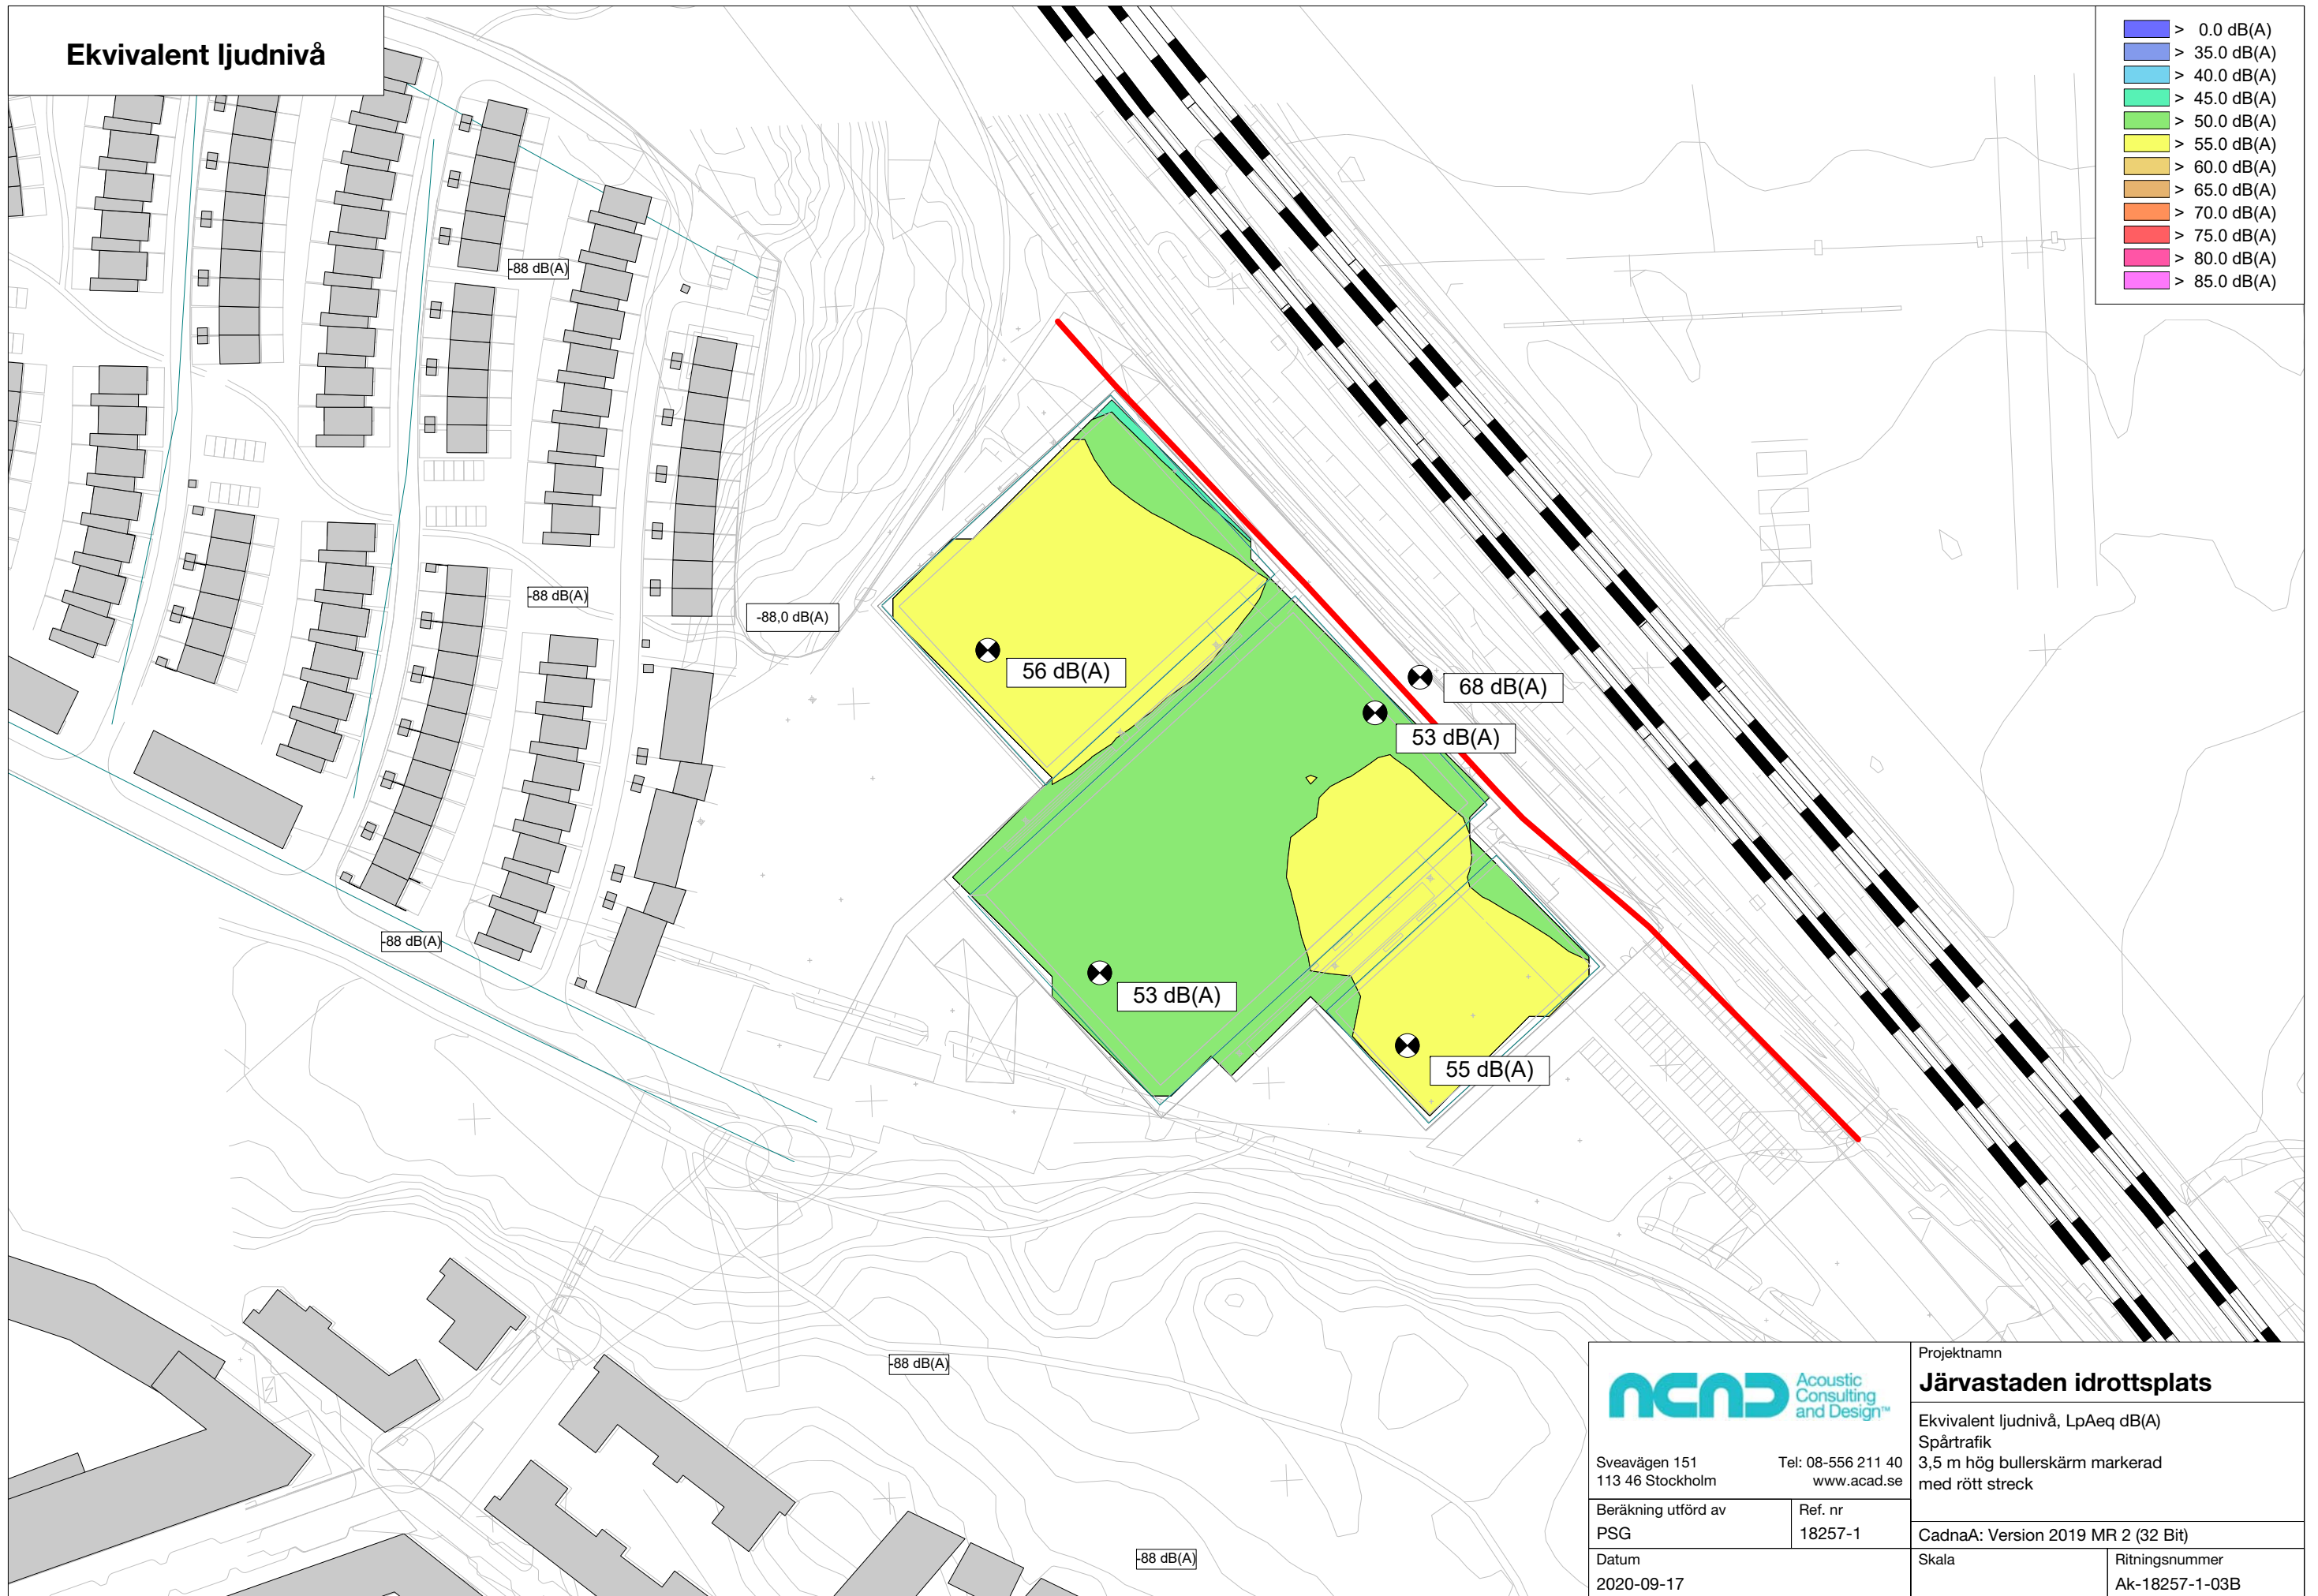 Ekvivalent ljudnivå
> 0.0 dB(A)
> 35.0 dB(A)
> 40.0 dB(A)
> 45.0 dB(A)
> 50.0 dB(A)
> 55.0 dB(A)
> 60.0 dB(A)
> 65.0 dB(A)
> 70.0 dB(A)
> 75.0 dB(A)
> 80.0 dB(A)
> 85.0 dB(A)
-88 dB(A)
-88 dB(A)
-88,0 dB(A)
56 dB(A)
68 dB(A)
53 dB(A)
-88 dB(A)
53 dB(A)
55 dB(A)
-88 dB(A)
-88 dB(A)
acad
Acoustic
Consulting
and Design™
Sveavägen 151
113 46 Stockholm
Tel: 08-556 211 40
www.acad.se
Beräkning utförd av
PSG
Ref. nr
18257-1
Datum
2020-09-17
Projektnamn
Järvastaden idrottsplats
Ekvivalent ljudnivå, LpAeq dB(A)
Spårtrafik
3,5 m hög bullerskärm markerad
med rött streck
CadnaA: Version 2019 MR 2 (32 Bit)
Skala
Ritningsnummer
Ak-18257-1-03B